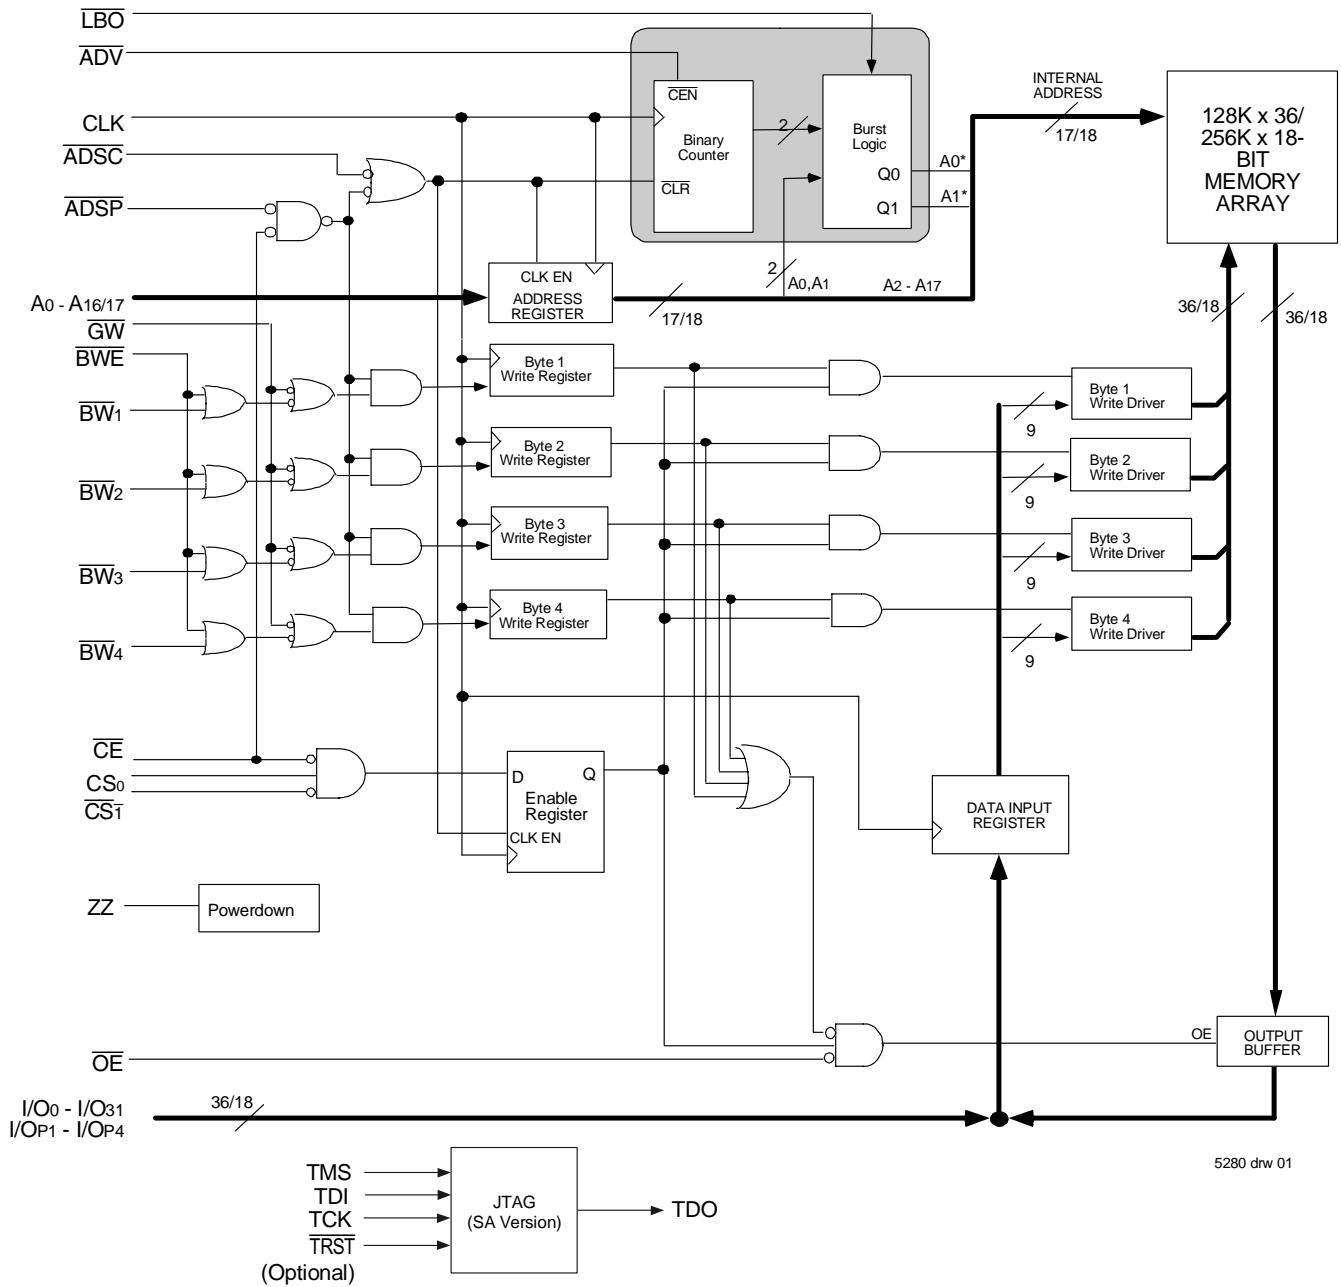 LBO
ADV
CLK
ADSC
ADSP
CEN
Binary
Counter
CLR
2
Burst
Logic
Q0
Q1
A0*
A1*
INTERNAL
ADDRESS
17/18
128K x 36/
256K x 18-
BIT
MEMORY
ARRAY
A0 - A16/17
CLK EN
ADDRESS
REGISTER
17/18
2
A0,A1
A2 - A17
36/18
36/18
GW
BWE
BW1
BW2
BW3
BW4
Byte 1
Write Register
Byte 2
Write Register
Byte 3
Write Register
Byte 4
Write Register
9
Byte 1
Write Driver
9
Byte 2
Write Driver
9
Byte 3
Write Driver
9
Byte 4
Write Driver
CE
CS0
CS1
D
Q
Enable
Register
CLK EN
DATA INPUT
REGISTER
ZZ
Powerdown
OE
OE
OUTPUT
BUFFER
I/O0 - I/O31
I/OP1 - I/OP4
36/18
5280 drw 01
TMS
TDI
TCK
TRST
(Optional)
JTAG
(SA Version)
TDO